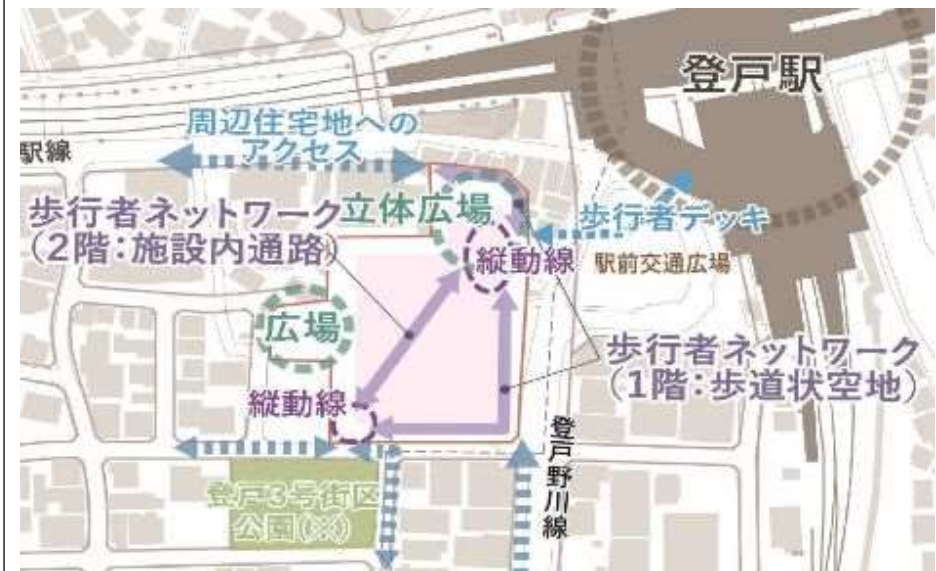 登戸駅
周辺住宅地への
アクセス
駅線
歩行者ネットワーク
(2階:施設内通路)
立体広場
歩行者デッキ
縦動線
駅前交通広場
広場
歩行者ネットワーク
(1階:歩道状空地)
縦動線
登戸野川線
登戸3号街区
公園(※)